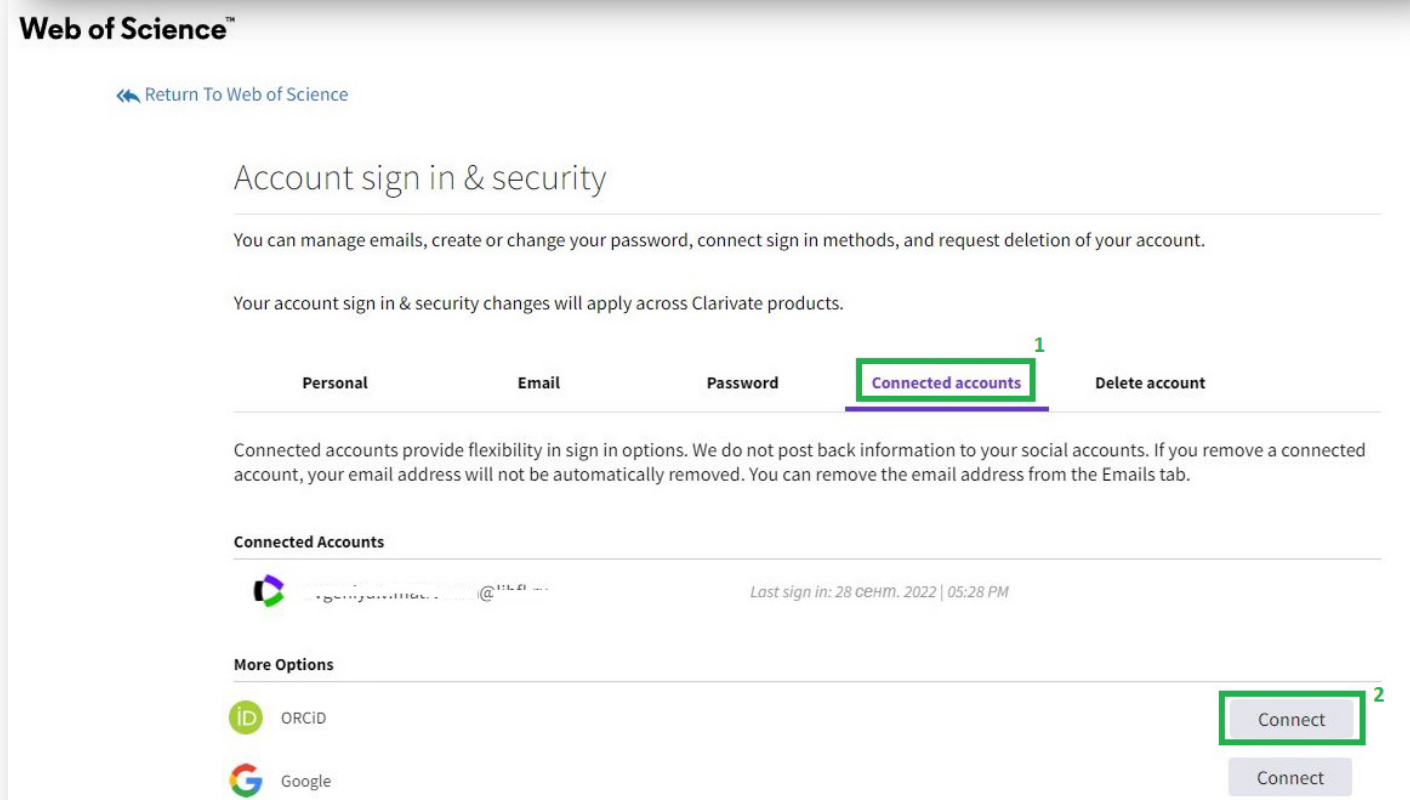 Web of Science™
Return To Web of Science
Account sign in & security
You can manage emails, create or change your password, connect sign in methods, and request deletion of your account.
Your account sign in & security changes will apply across Clarivate products.
1
Personal Email Password Connected accounts Delete account
Connected accounts provide flexibility in sign in options. We do not post back information to your social accounts. If you remove a connected
account, your email address will not be automatically removed. You can remove the email address from the Emails tab.
Connected Accounts
Last sign in: 28 сент. 2022 | 05:28 PM
More Options
2
iD ORCiD Connect
Google Connect